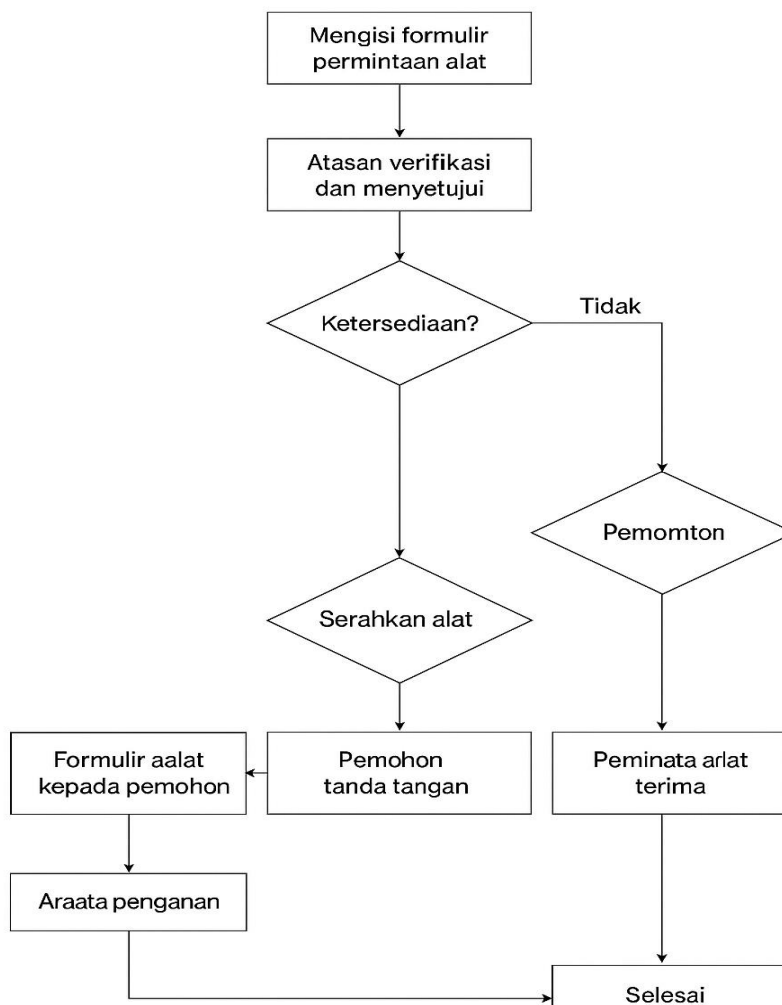 Mengisi formulir
permintaan alat
Atasan verifikasi
dan menyetujui
Ketersediaan?
Tidak
Pemomton
Serahkan alat
Formulir aalat
kepada pemohon
Pemohon
tanda tangan
Peminata arlat
terima
Araata penganan
Selesai